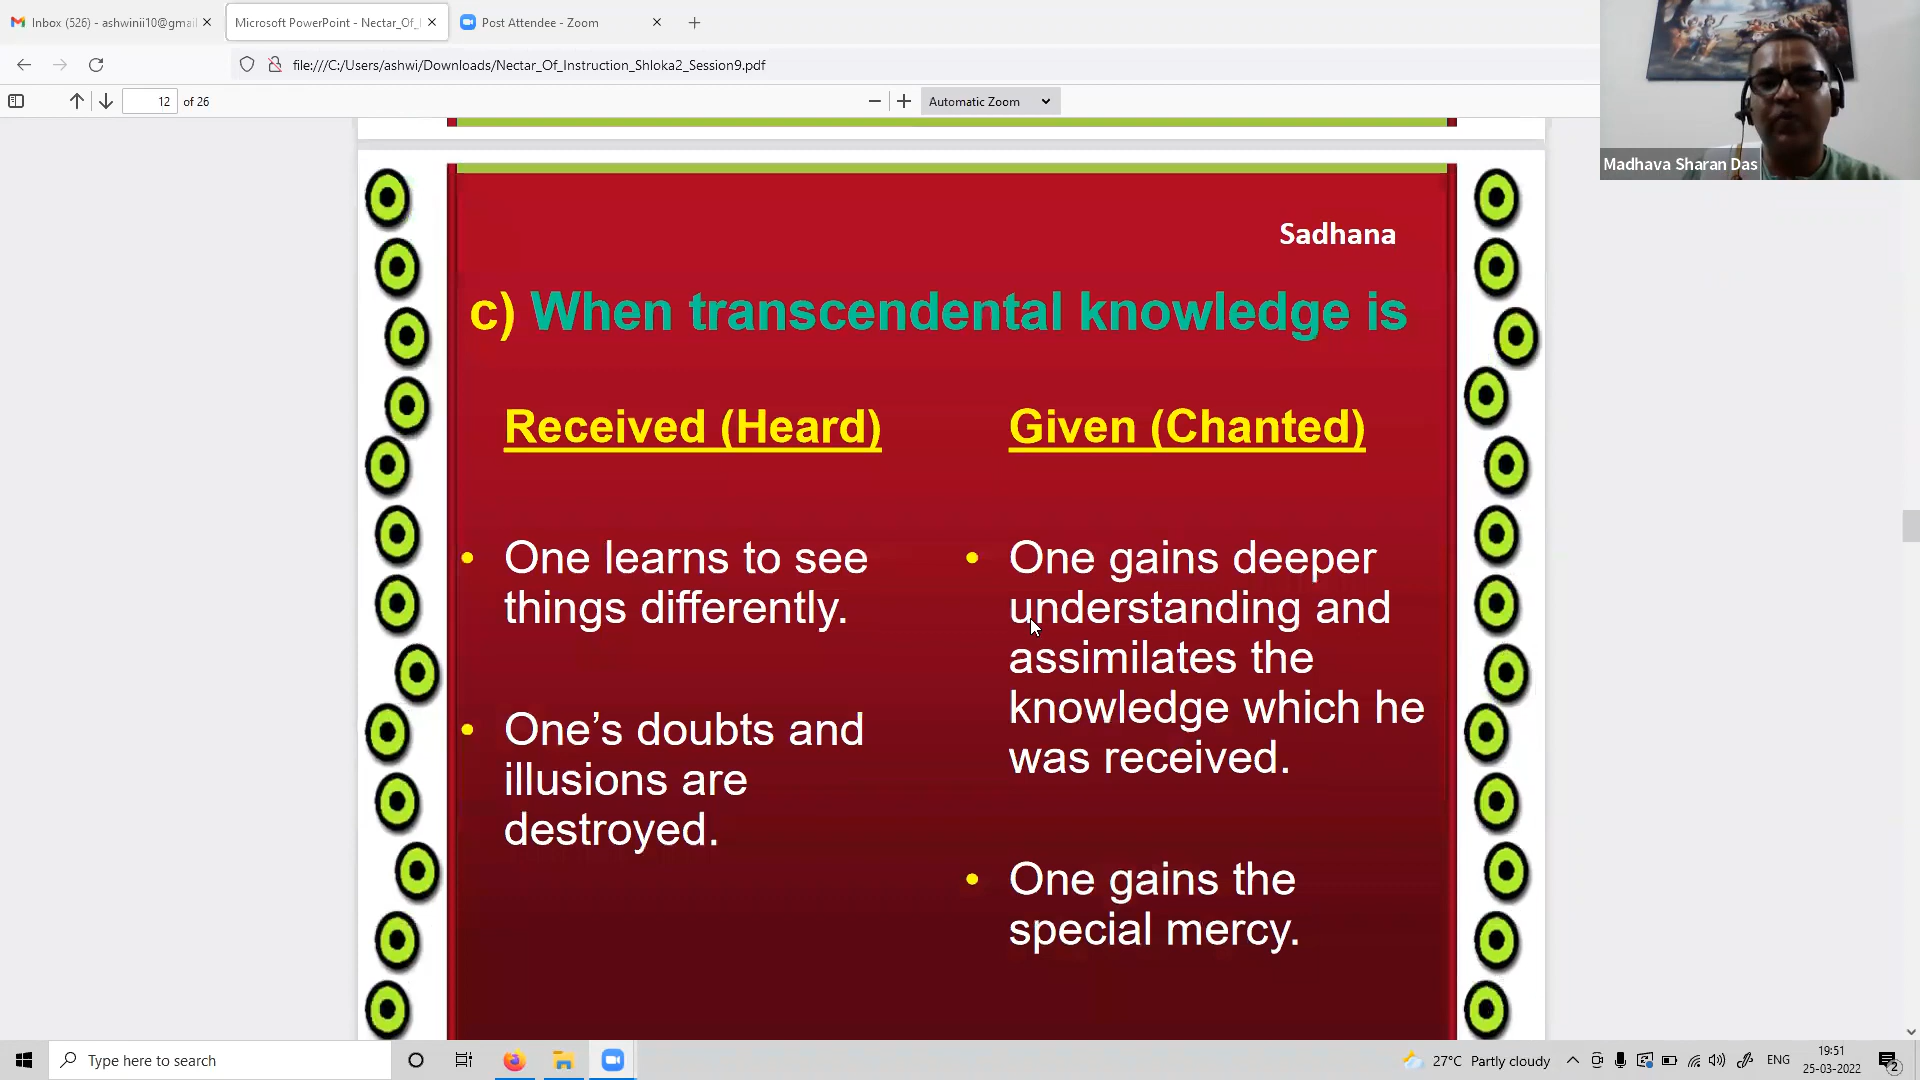 Inbox (526) - ashwinii10@gmai
Microsoft PowerPoint - Nectar_Of_
Post Attendee - Zoom
file:///C:/Users/ashwi/Downloads/Nectar_Of_Instruction_Shloka2_Session9.pdf
12 of 26
Automatic Zoom
Madhava Sharan Das
Sadhana
c) When transcendental knowledge is
Received (Heard)
• One learns to see
things differently.
• One’s doubts and
illusions are
destroyed.
Given (Chanted)
• One gains deeper
understanding and
assimilates the
knowledge which he
was received.
• One gains the
special mercy.
Type here to search
27°C Partly cloudy
ENG
19:51
25-03-2022
2